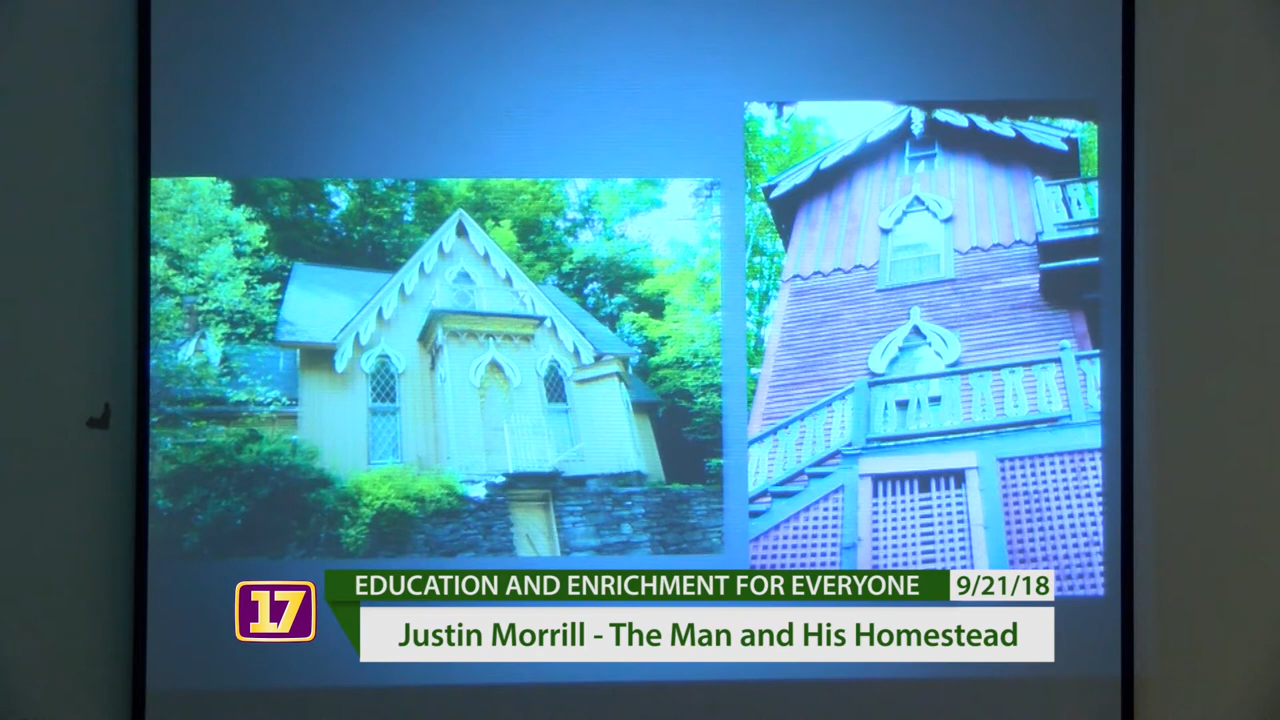 17
EDUCATION AND ENRICHMENT FOR EVERYONE 9/21/18
Justin Morrill - The Man and His Homestead